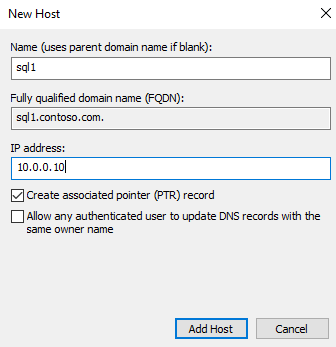 New Host
Name (uses parent domain name if blank):
sql1
Fully qualified domain name (FQDN):
sql1.contoso.com.
IP address:
10.0.0.10
Create associated pointer (PTR) record
Allow any authenticated user to update DNS records with the
same owner name
Add Host
Cancel